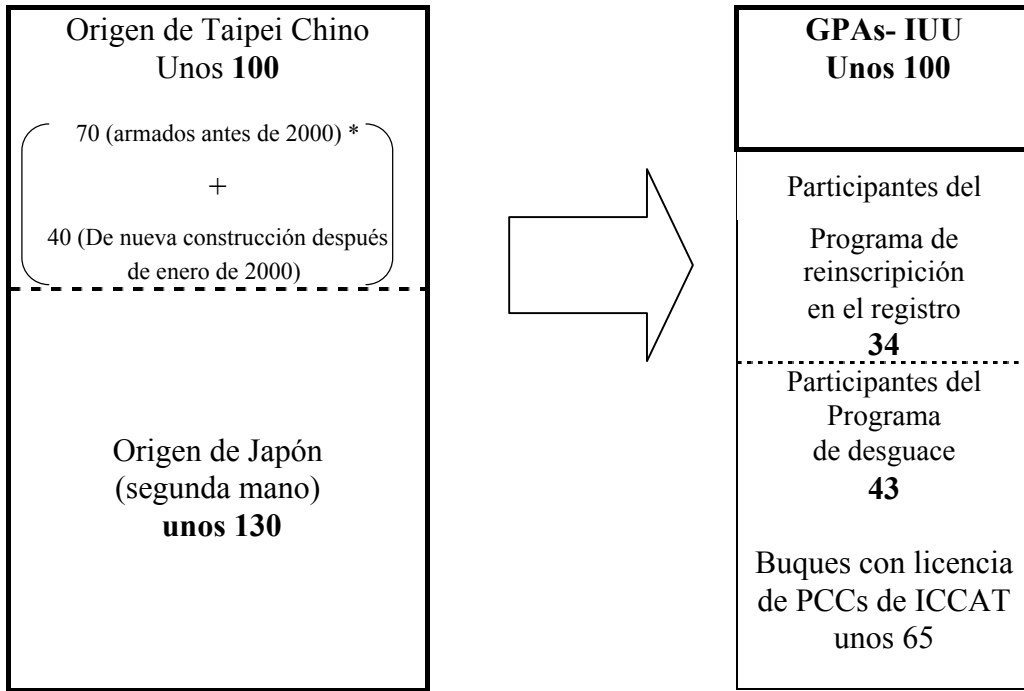 Origen de Taipei Chino
Unos 100
70 (armados antes de 2000) *
+
40 (De nueva construcción después
de enero de 2000)
Origen de Japón
(segunda mano)
unos 130
GPAs- IUU
Unos 100
Participantes del
Programa de
reinscripición
en el registro
34
Participantes del
Programa
de desguace
43
Buques con licencia
de PCCs de ICCAT
unos 65